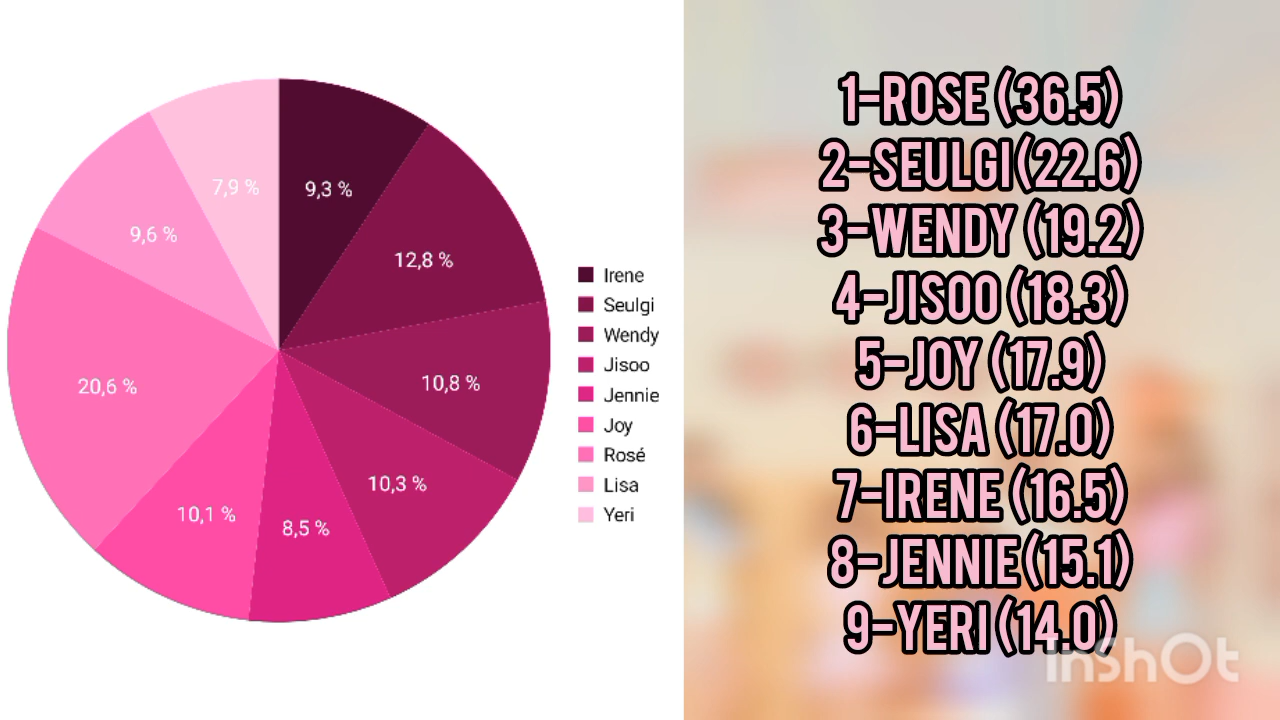 7,9 %
9,3 %
9,6 %
12,8 %
20,6 %
10,8 %
10,1 %
8,5 %
10,3 %
Irene
Seulgi
Wendy
Jisoo
Jennie
Joy
Rosé
Lisa
Yeri
1-ROSE (36.5)
2-SEULGI (22.6)
3-WENDY (19.2)
4-JISOO (18.3)
5-JOY (17.9)
6-LISA (17.0)
7-IRENE (16.5)
8-JENNIE (15.1)
9-YERI (14.0)
InShOt